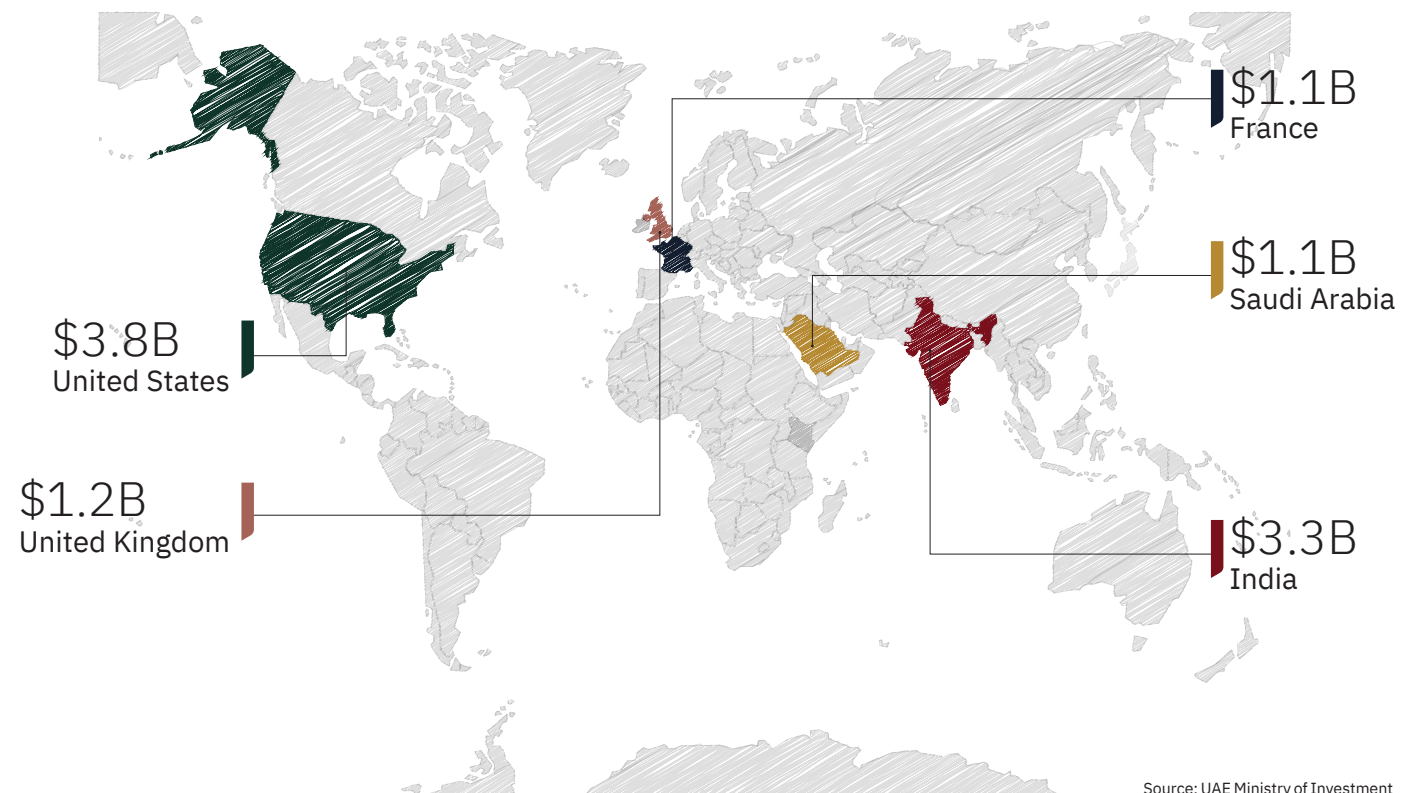 $1.1B
France
$1.1B
Saudi Arabia
$3.8B
United States
$1.2B
United Kingdom
$3.3B
India
Source: UAE Ministry of Investment